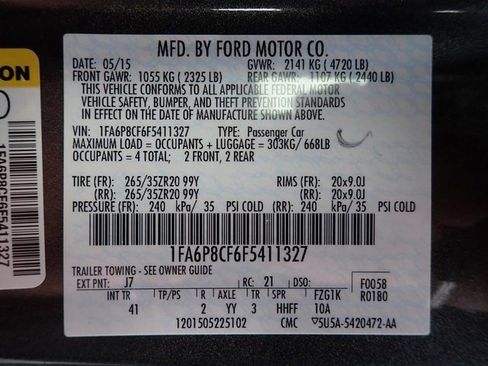 MFD. BY FORD MOTOR CO.
DATE: 05/15 GVWR: 2141 KG ( 4720 LB)
FRONT GAWR: 1055 KG ( 2325 LB) REAR GAWR: 1107 KG ( 2440 LB)
THIS VEHICLE CONFORMS TO ALL APPLICABLE FEDERAL MOTOR
VEHICLE SAFETY, BUMPER, AND THEFT PREVENTION STANDARDS
IN EFFECT ON THE DATE OF MANUFACTURE SHOWN ABOVE.
VIN: 1FA6P8CF6F5411327 TYPE: Passenger Car
MAXIMUM LOAD = OCCUPANTS + LUGGAGE = 303KG/ 668LB
OCCUPANTS = 4 TOTAL; 2 FRONT, 2 REAR
TIRE (FR): 265/35ZR20 99Y RIMS (FR): 20x9.0J
(RR): 265/35ZR20 99Y (RR): 20x9.0J
PRESSURE (FR): 240 kPa/ 35 PSI COLD (RR): 240 kPa/ 35 PSI COLD
1FA6P8CF6F5411327
TRAILER TOWING - SEE OWNER GUIDE
EXT PNT: J7 RC: 21 DSO: F0058
R0180
INT TR TP/PS R AXLE TR SPR FZG1K
41 2 YY 3 HHFF 10A
1201505225102 CMC 5U5A-5420472-AA
ON
1FA6P8CF6F5411327